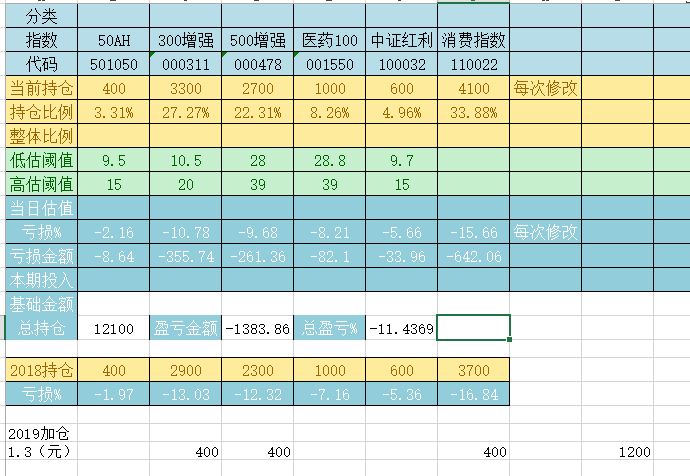 分类
指数 50AH 300增强 500增强 医药100 中证红利 消费指数
代码 501050 000311 000478 001550 100032 110022
当前持仓 400 3300 2700 1000 600 4100 每次修改
持仓比例 3.31% 27.27% 22.31% 8.26% 4.96% 33.88%
整体比例
低估阈值 9.5 10.5 28 28.8 9.7
高估阈值 15 20 39 39 15
当日估值
亏损% -2.16 -10.78 -9.68 -8.21 -5.66 -15.66 每次修改
亏损金额 -8.64 -355.74 -261.36 -82.1 -33.96 -642.06
本期投入
基础金额
总持仓 12100 盈亏金额 -1383.86 总盈亏% -11.4369
2018持仓 400 2900 2300 1000 600 3700
亏损% -1.97 -13.03 -12.32 -7.16 -5.36 -16.84
2019加仓
1.3（元） 400 400 400 1200